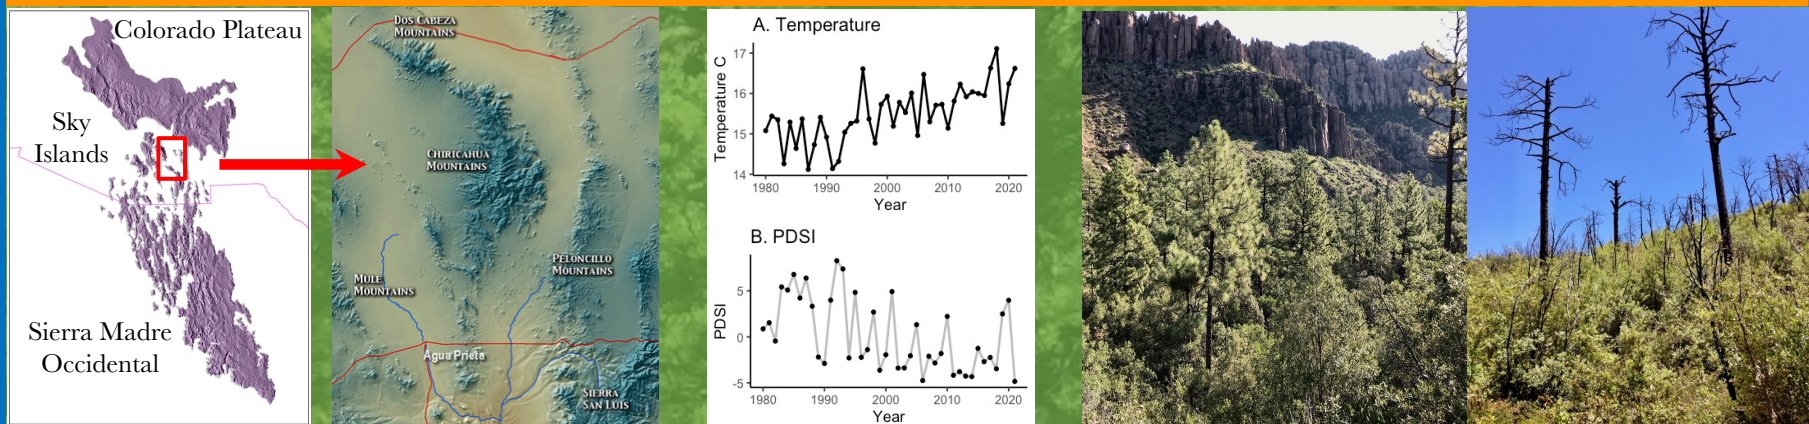 Colorado Plateau
Sky
Islands
Sierra Madre
Occidental
DOS CABEZA
MOUNTAINS
CHIRICAHUA
MOUNTAINS
MULE
MOUNTAINS
PELONCILLO
MOUNTAINS
Agua Prieta
SIERRA
SAN LUIS
A. Temperature
Temperature C
17
16
15
14
1980 1990 2000 2010 2020
Year
B. PDSI
PDSI
5
0
-5
1980 1990 2000 2010 2020
Year